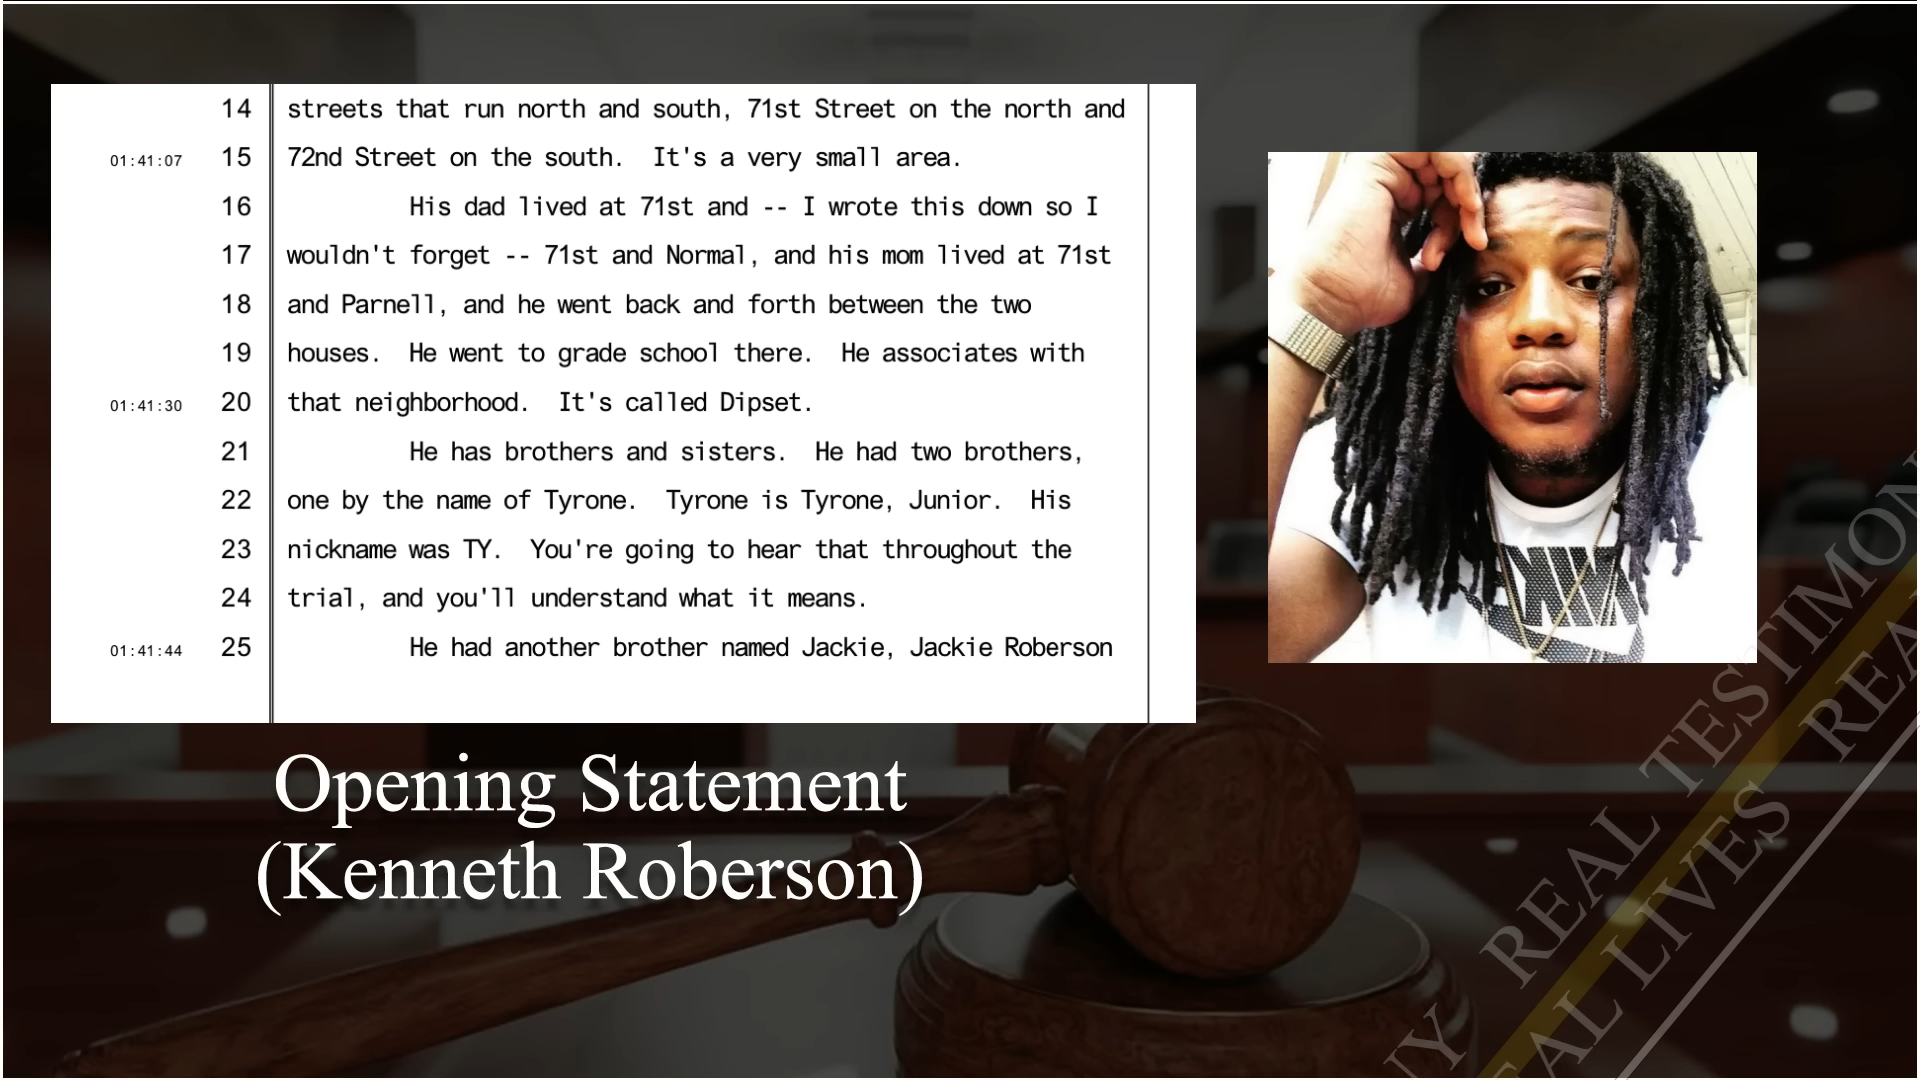 14 streets that run north and south, 71st Street on the north and
01:41:07 15 72nd Street on the south.  It's a very small area.
16 His dad lived at 71st and -- I wrote this down so I
17 wouldn't forget -- 71st and Normal, and his mom lived at 71st
18 and Parnell, and he went back and forth between the two
19 houses.  He went to grade school there.  He associates with
01:41:30 20 that neighborhood.  It's called Dipset.
21 He has brothers and sisters.  He had two brothers,
22 one by the name of Tyrone.  Tyrone is Tyrone, Junior.  His
23 nickname was TY.  You're going to hear that throughout the
24 trial, and you'll understand what it means.
01:41:44 25 He had another brother named Jackie, Jackie Roberson
Opening Statement
(Kenneth Roberson)
NY REAL TESTIMON
EAL LIVES REA